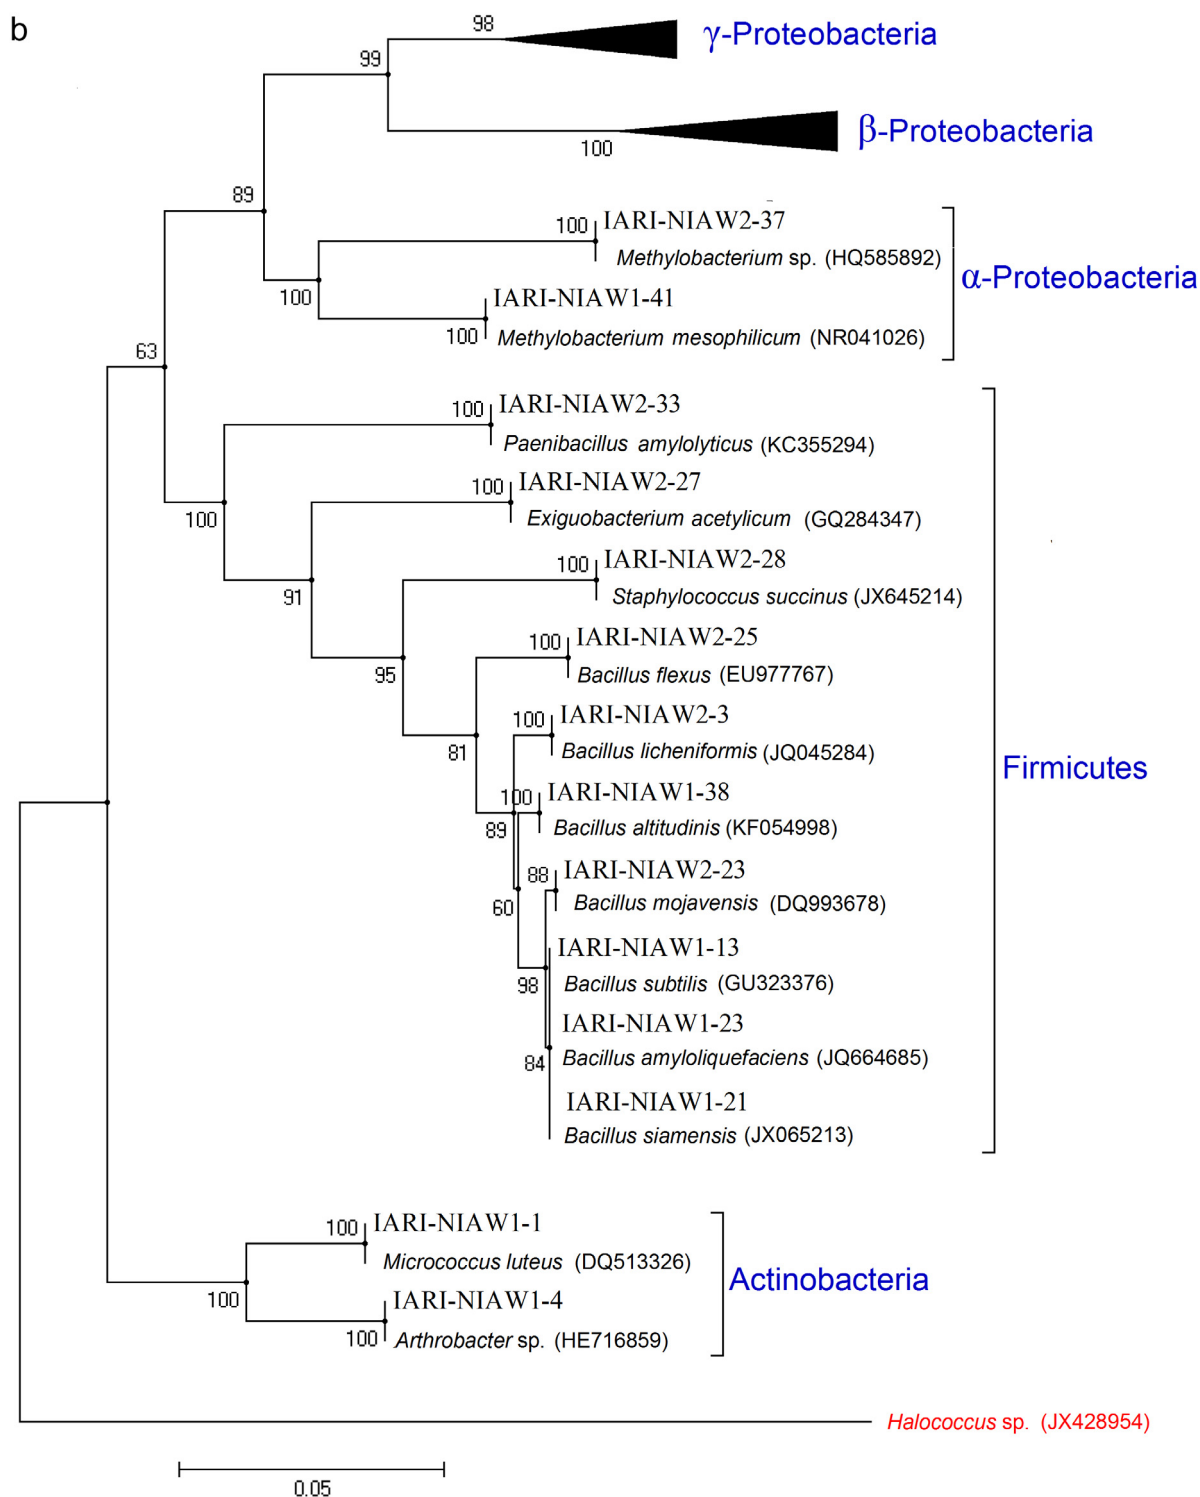 b
98
γ-Proteobacteria
99
β-Proteobacteria
100
89
100 IARI-NIAW2-37
Methylobacterium sp. (HQ585892)
α-Proteobacteria
100
IARI-NIAW1-41
100 Methylobacterium mesophilicum (NR041026)
63
100 IARI-NIAW2-33
Paenibacillus amylolyticus (KC355294)
100 IARI-NIAW2-27
100
Exiguobacterium acetylicum (GQ284347)
100 IARI-NIAW2-28
91
Staphylococcus succinus (JX645214)
100 IARI-NIAW2-25
95
Bacillus flexus (EU977767)
100 IARI-NIAW2-3
81
Bacillus licheniformis (JQ045284)
Firmicutes
100 IARI-NIAW1-38
89
Bacillus altitudinis (KF054998)
88 IARI-NIAW2-23
60
Bacillus mojavensis (DQ993678)
IARI-NIAW1-13
98
Bacillus subtilis (GU323376)
IARI-NIAW1-23
84
Bacillus amyloliquefaciens (JQ664685)
IARI-NIAW1-21
Bacillus siamensis (JX065213)
100 IARI-NIAW1-1
Micrococcus luteus (DQ513326)
Actinobacteria
100
IARI-NIAW1-4
100 Arthrobacter sp. (HE716859)
Halococcus sp. (JX428954)
0.05